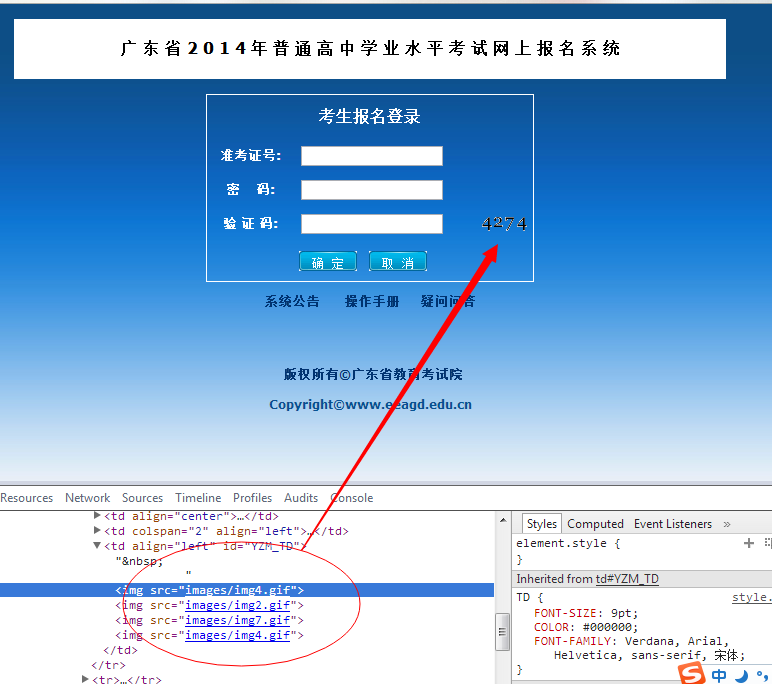 广东省2014年普通高中学业水平考试网上报名系统
考生报名登录
准考证号:
密 码:
验 证 码: 4274
确 定 取 消
系统公告 操作手册 疑问问答
版权所有©广东省教育考试院
Copyright©www.eeagd.edu.cn
Resources Network Sources Timeline Profiles Audits Console
▶<td align="center">…</td>
▶<td colspan="2" align="left">…</td>
▼<td align="left" id="YZM_TD">
"&nbsp;
"
<img src="images/img4.gif">
<img src="images/img2.gif">
<img src="images/img7.gif">
<img src="images/img4.gif">
</td>
</tr>
▶<tr>…</tr>
Styles Computed Event Listeners »
element.style {
}
Inherited from td#YZM_TD
TD { style.
FONT-SIZE: 9pt;
COLOR: #000000;
FONT-FAMILY: Verdana, Arial,
Helvetica, sans-serif, 宋体;
}
S 中